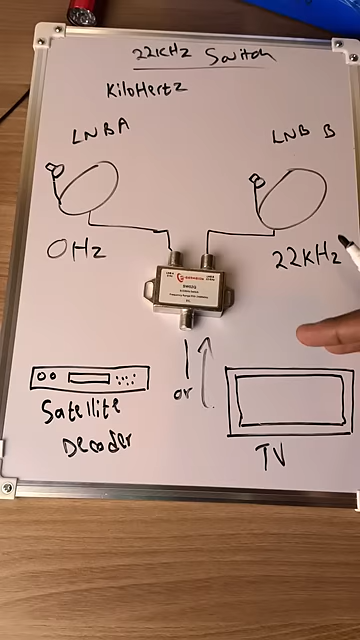 22KHz Switch
KiloHertz
LNB A
LNB B
0Hz
22KHz
or
Satellite
Decoder
TV